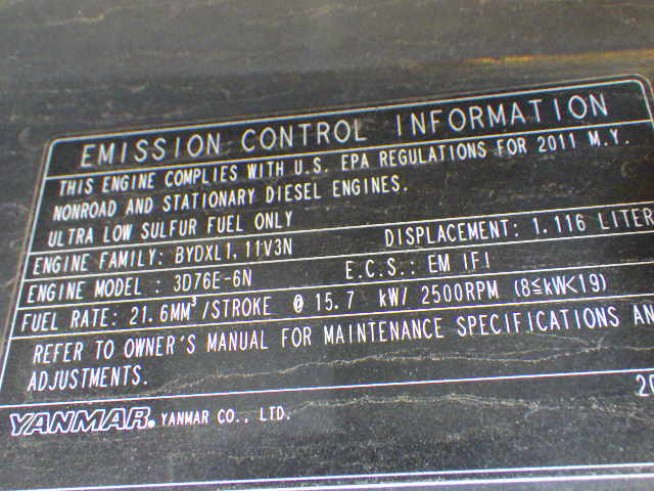 EMISSION CONTROL INFORMATION
THIS ENGINE COMPLIES WITH U.S. EPA REGULATIONS FOR 2011 M.Y.
NONROAD AND STATIONARY DIESEL ENGINES.
ULTRA LOW SULFUR FUEL ONLY
ENGINE FAMILY: BYDXL1.11V3N DISPLACEMENT: 1.116 LITER
ENGINE MODEL : 3D76E-6N E.C.S.: EM IFI
FUEL RATE: 21.6MM³/STROKE @ 15.7 kW/ 2500RPM (8≤kW<19)
REFER TO OWNER'S MANUAL FOR MAINTENANCE SPECIFICATIONS AN
ADJUSTMENTS.
YANMAR. YANMAR CO., LTD. 20